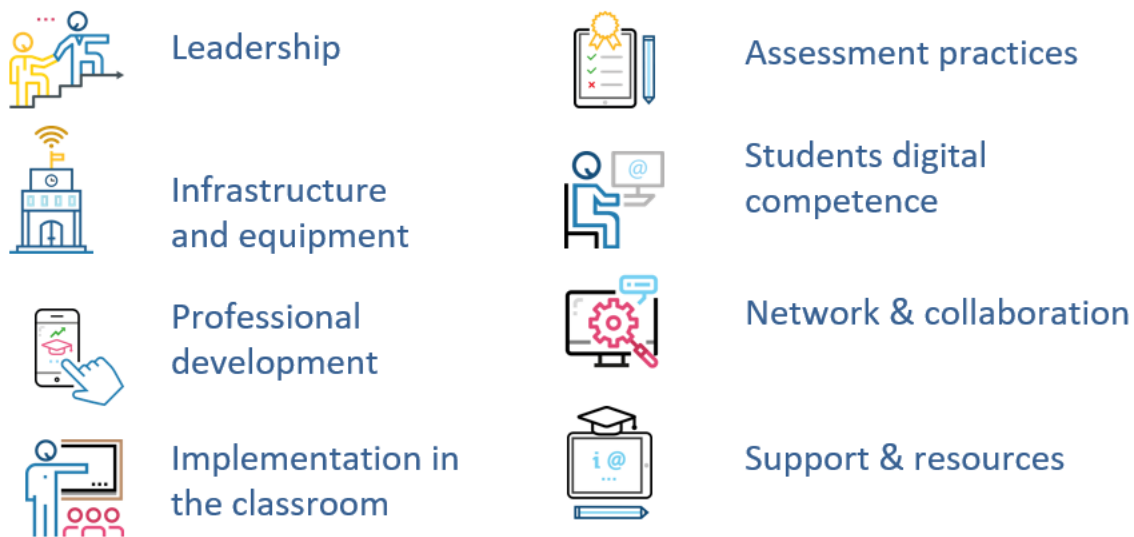 Leadership
Infrastructure
and equipment
Professional
development
Implementation in
the classroom
Assessment practices
@
Students digital
competence
Network & collaboration
i @
Support & resources